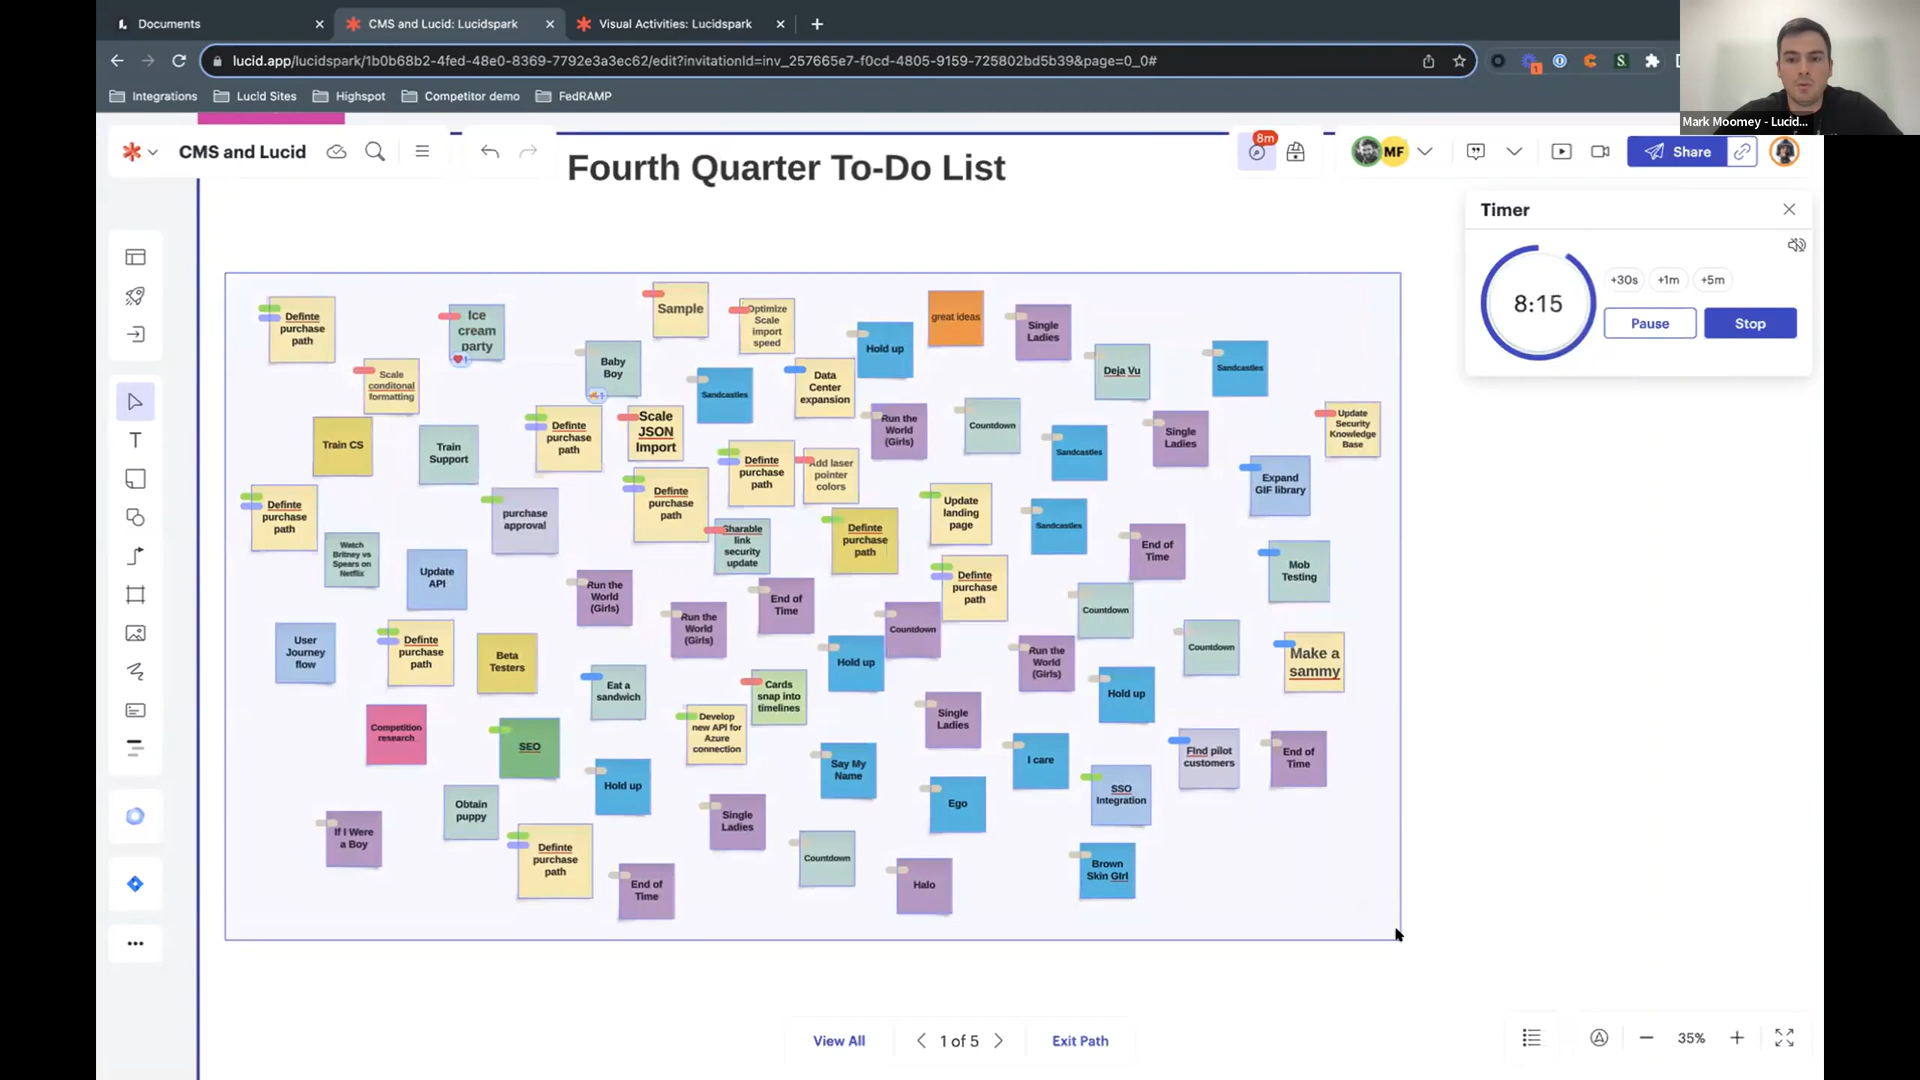 Documents
CMS and Lucid: Lucidspark
Visual Activities: Lucidspark
lucid.app/lucidspark/1b0b68b2-4fed-48e0-8369-7792e3a3ec62/edit?invitationId=inv_257665e7-f0cd-4805-9159-725802bd5b39&page=0_0#
1
S
Integrations
Luc!d Sites
Highspot
Competitor demo
FedRAMP
Mark Moomey - Lucid...
CMS and Lucid
8m
MF
Share
Fourth Quarter To-Do List
Timer
8:15
+30s
+1m
+5m
Pause
Stop
Definte
purchase
path
Ice
cream
party
Sample
Optimize
Scale
import
speed
Hold up
great ideas
Single
Ladies
Scale
conditonal
formatting
Baby
Boy
Sandcastles
Data
Center
expansion
Deja Vu
Sandcastles
Train CS
Train
Support
Definte
purchase
path
Scale
JSON
Import
Run the
World
(Girls)
Countdown
Sandcastles
Single
Ladies
Update
Security
Knowledge
Base
Definte
purchase
path
Add laser
pointer
colors
Expand
GIF library
Definte
purchase
path
purchase
approval
Definte
purchase
path
Sharable
link
security
update
Definte
purchase
path
Update
landing
page
Sandcastles
End of
Time
Watch
Britney vs
Spears on
Netflix
Update
API
Run the
World
(Girls)
End of
Time
Definte
purchase
path
Countdown
Mob
Testing
User
Journey
flow
Definte
purchase
path
Beta
Testers
Run the
World
(Girls)
Countdown
Hold up
Run the
World
(Girls)
Countdown
Make a
sammy
Eat a
sandwich
Cards
snap into
timelines
Hold up
Competition
research
SEO
Develop
new API for
Azure
connection
Single
Ladies
I care
FInd pilot
customers
End of
Time
Hold up
Say My
Name
Ego
SSO
Integration
Obtain
puppy
If I Were
a Boy
Definte
purchase
path
Single
Ladies
Countdown
End of
Time
Halo
Brown
Skin GIrl
View All
1 of 5
Exit Path
35%